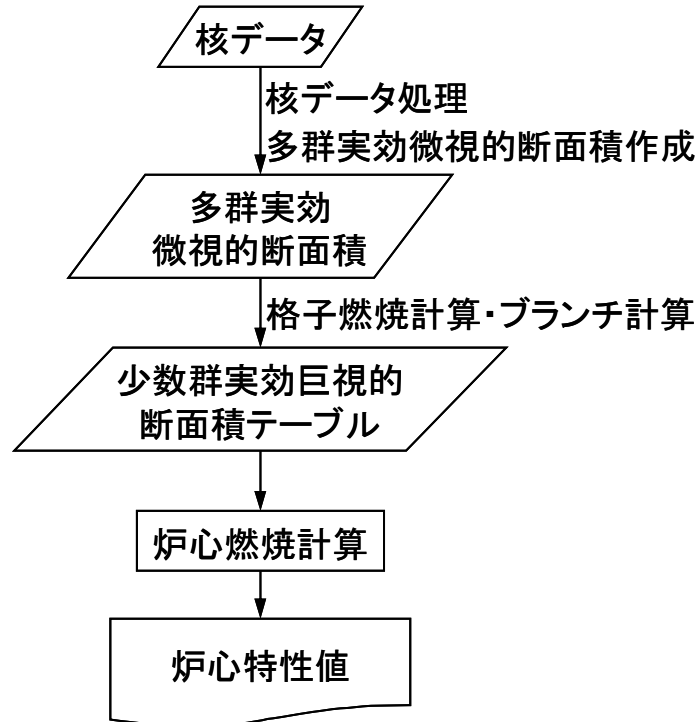 核データ
核データ処理
多群実効微視的断面積作成
多群実効
微視的断面積
格子燃焼計算・ブランチ計算
少数群実効巨視的
断面積テーブル
炉心燃焼計算
炉心特性値